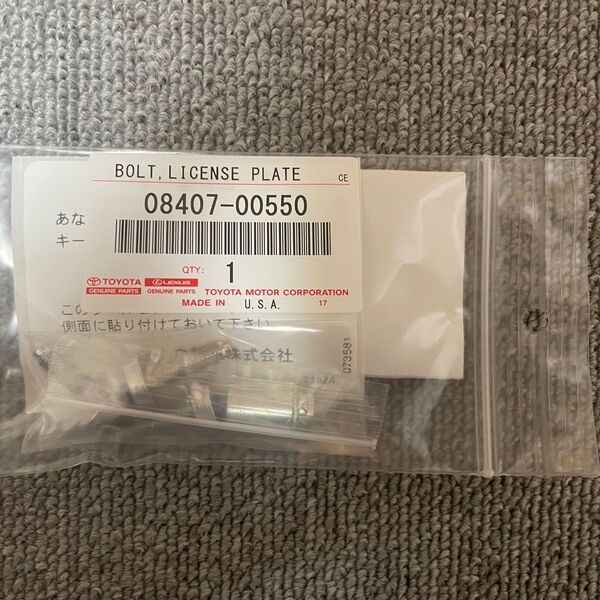 BOLT, LICENSE PLATE CE
08407-00550
あな
キー
QTY: 1
TOYOTA LEXUS
GENUINE PARTS GENUINE PARTS TOYOTA MOTOR CORPORATION
MADE IN U.S.A. 17
側面に貼り付けておいて下さい
株式会社
073581